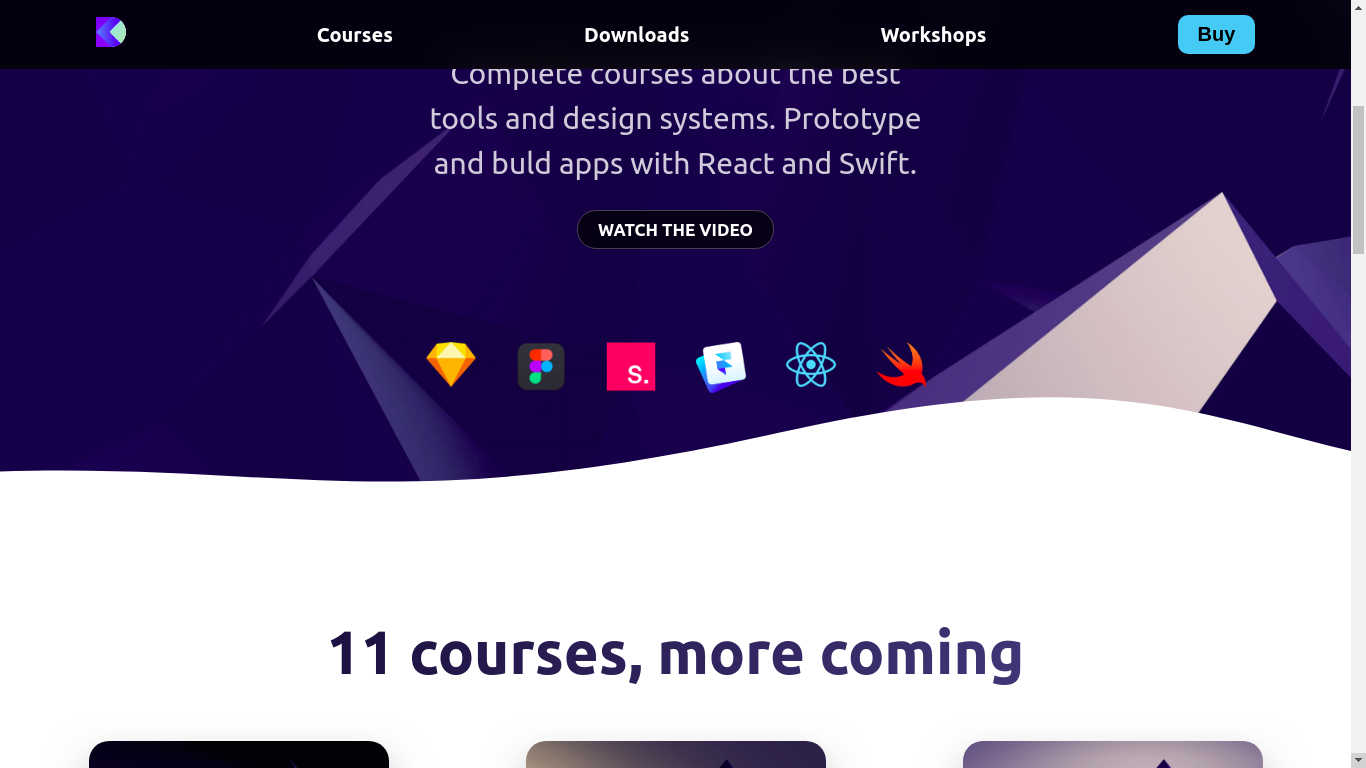 Courses
Downloads
Workshops
Buy
Complete courses about the best
tools and design systems. Prototype
and buld apps with React and Swift.
WATCH THE VIDEO
S.
11 courses, more coming